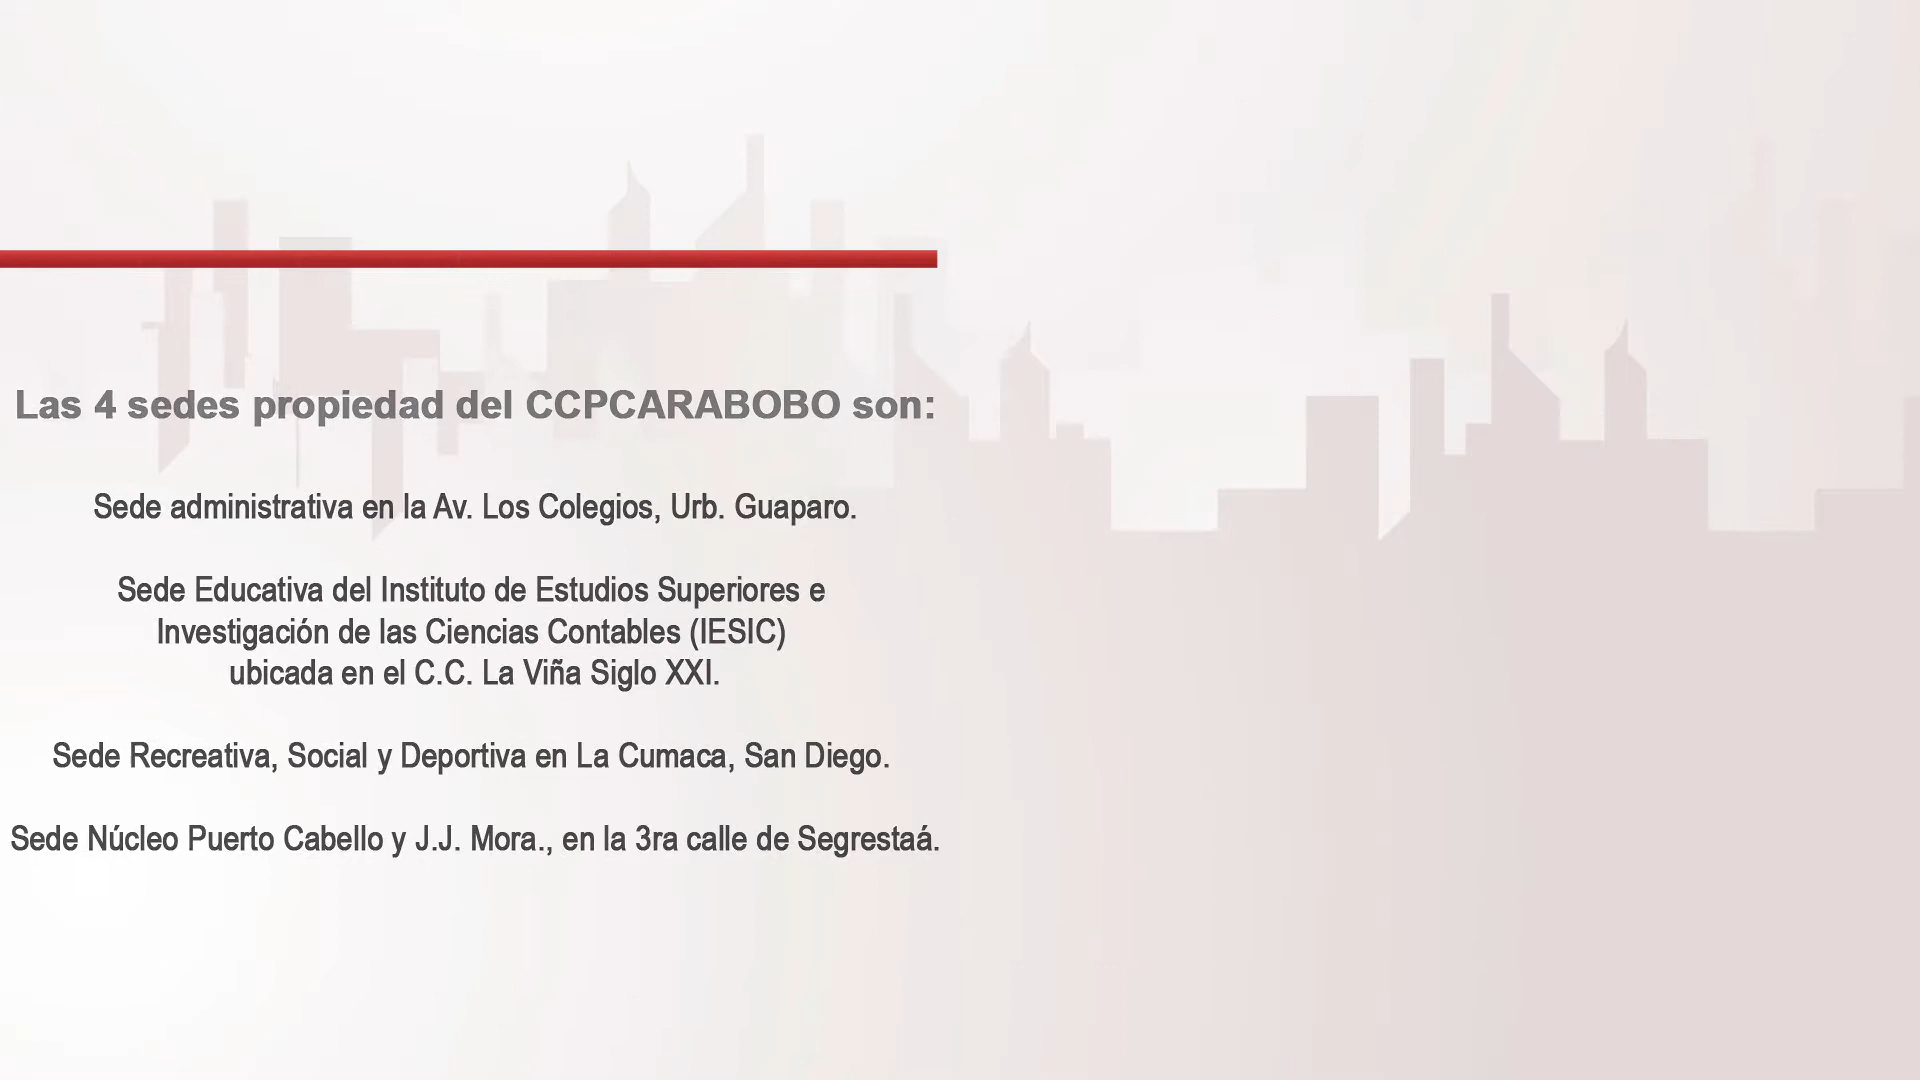 Las 4 sedes propiedad del CCPCARABOBO son:
Sede administrativa en la Av. Los Colegios, Urb. Guaparo.
Sede Educativa del Instituto de Estudios Superiores e
Investigación de las Ciencias Contables (IESIC)
ubicada en el C.C. La Viña Siglo XXI.
Sede Recreativa, Social y Deportiva en La Cumaca, San Diego.
Sede Núcleo Puerto Cabello y J.J. Mora., en la 3ra calle de Segrestaá.